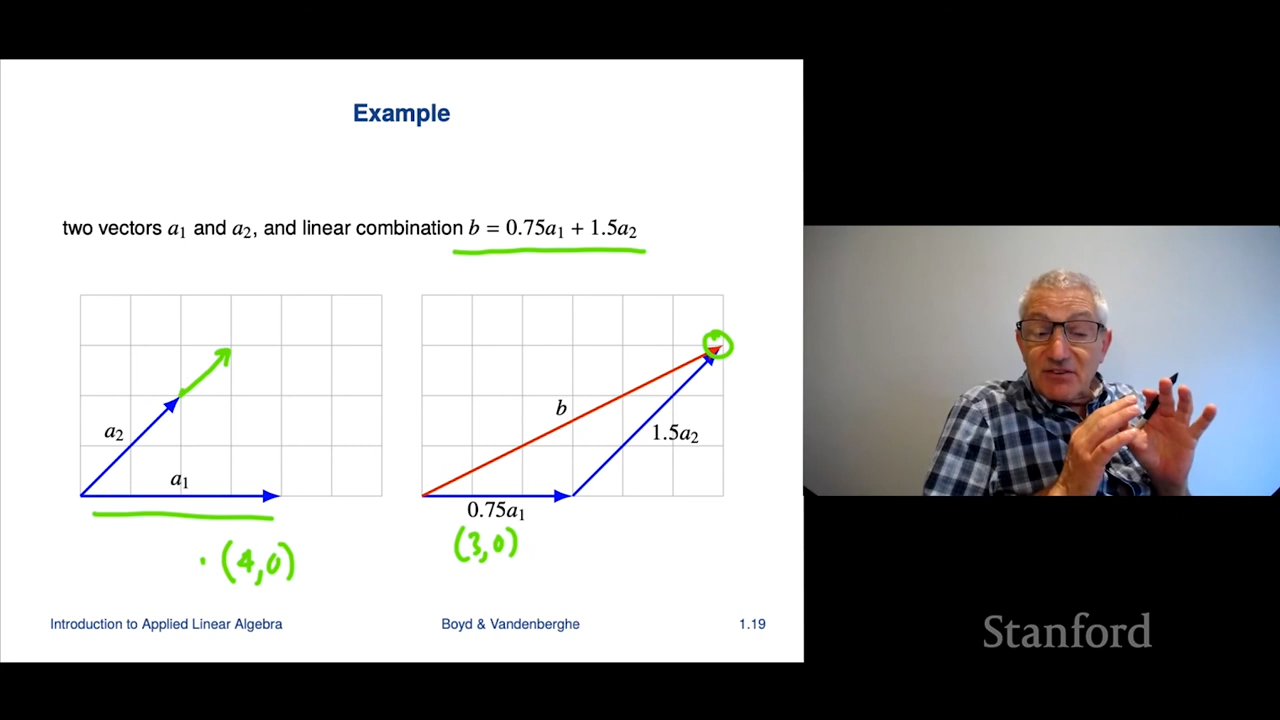 Example
two vectors a₁ and a₂, and linear combination b = 0.75a₁ + 1.5a₂
a₂
a₁
(4,0)
b
1.5a₂
0.75a₁
(3,0)
Introduction to Applied Linear Algebra
Boyd & Vandenberghe
1.19
Stanford